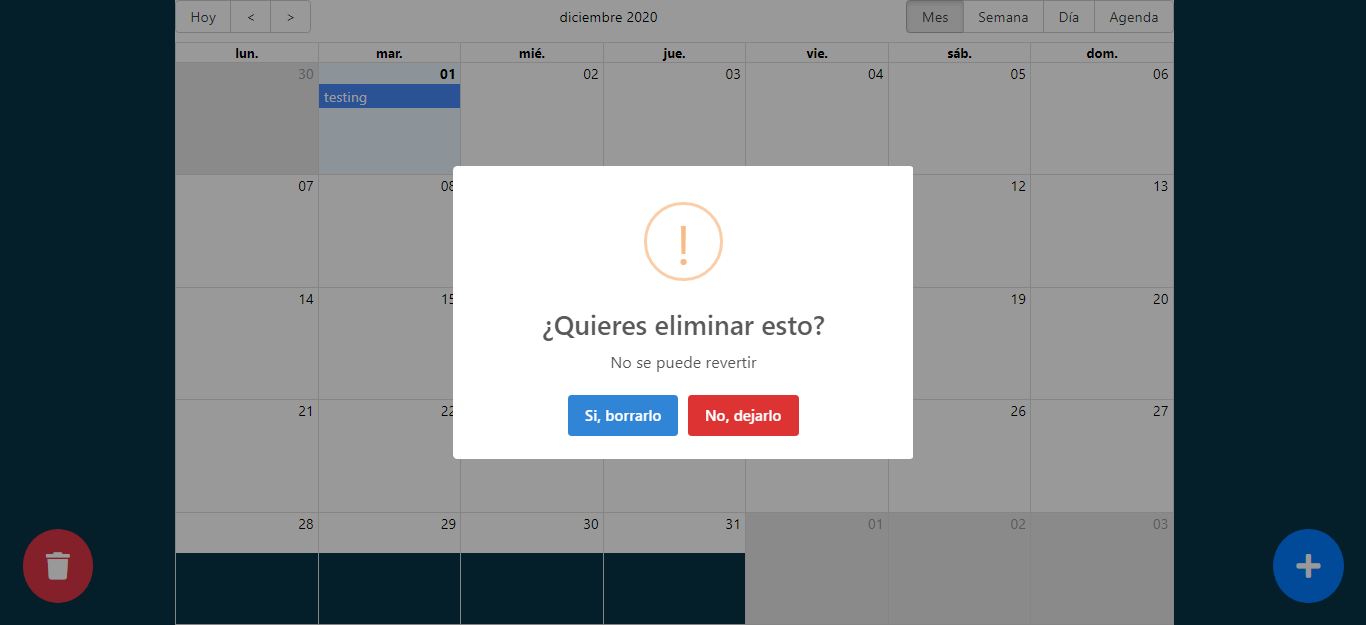 Hoy < > diciembre 2020 Mes Semana Día Agenda
lun. mar. mié. jue. vie. sáb. dom.
30 01 02 03 04 05 06
testing
07 08 12 13
¿Quieres eliminar esto?
No se puede revertir
Si, borrarlo No, dejarlo
14 15 19 20
21 22 26 27
28 29 30 31 01 02 03